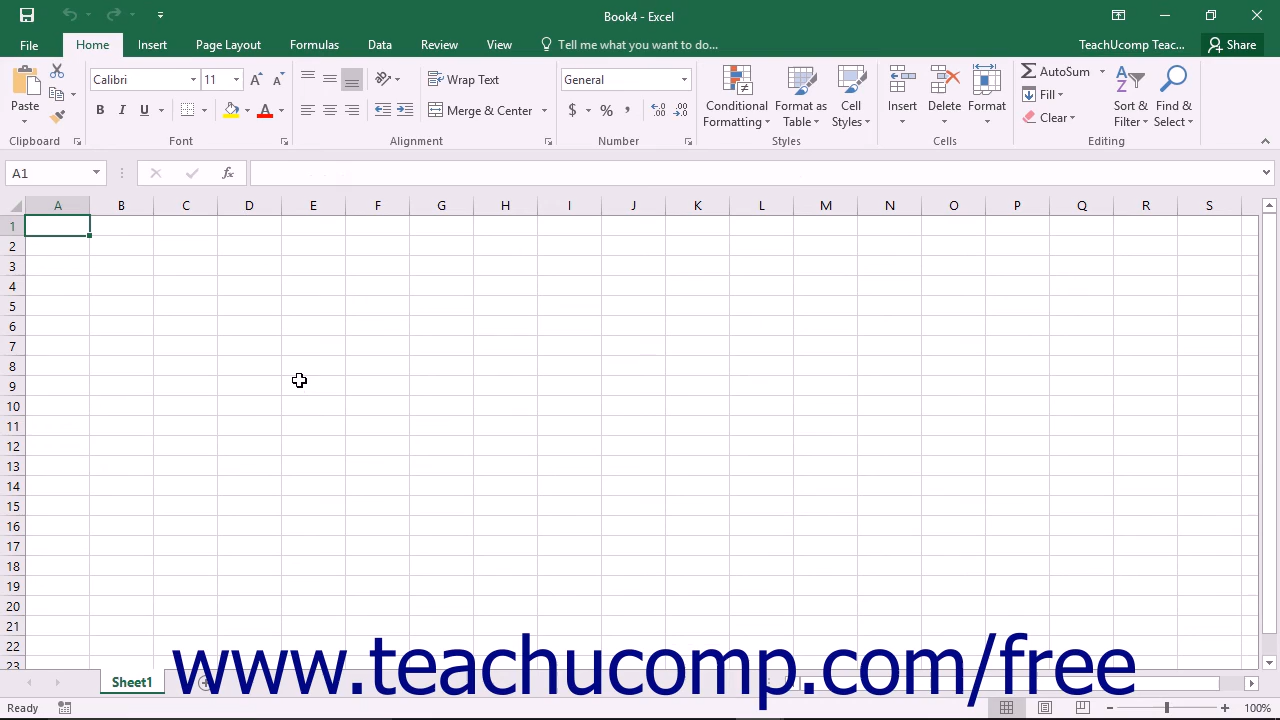 Book4 - Excel
File Home Insert Page Layout Formulas Data Review View Tell me what you want to do... TeachUcomp Teac... Share
Paste
Calibri 11
B I U A
Wrap Text
Merge & Center
General
$ % ,
Conditional Formatting
Format as Table
Cell Styles
Insert Delete Format
AutoSum
Fill
Clear
Sort & Filter
Find & Select
Clipboard Font Alignment Number Styles Cells Editing
A1 fx
A B C D E F G H I J K L M N O P Q R S
1
2
3
4
5
6
7
8
9
10
11
12
13
14
15
16
17
18
19
20
21
22
23
www.teachucomp.com/free
Sheet1
Ready 100%